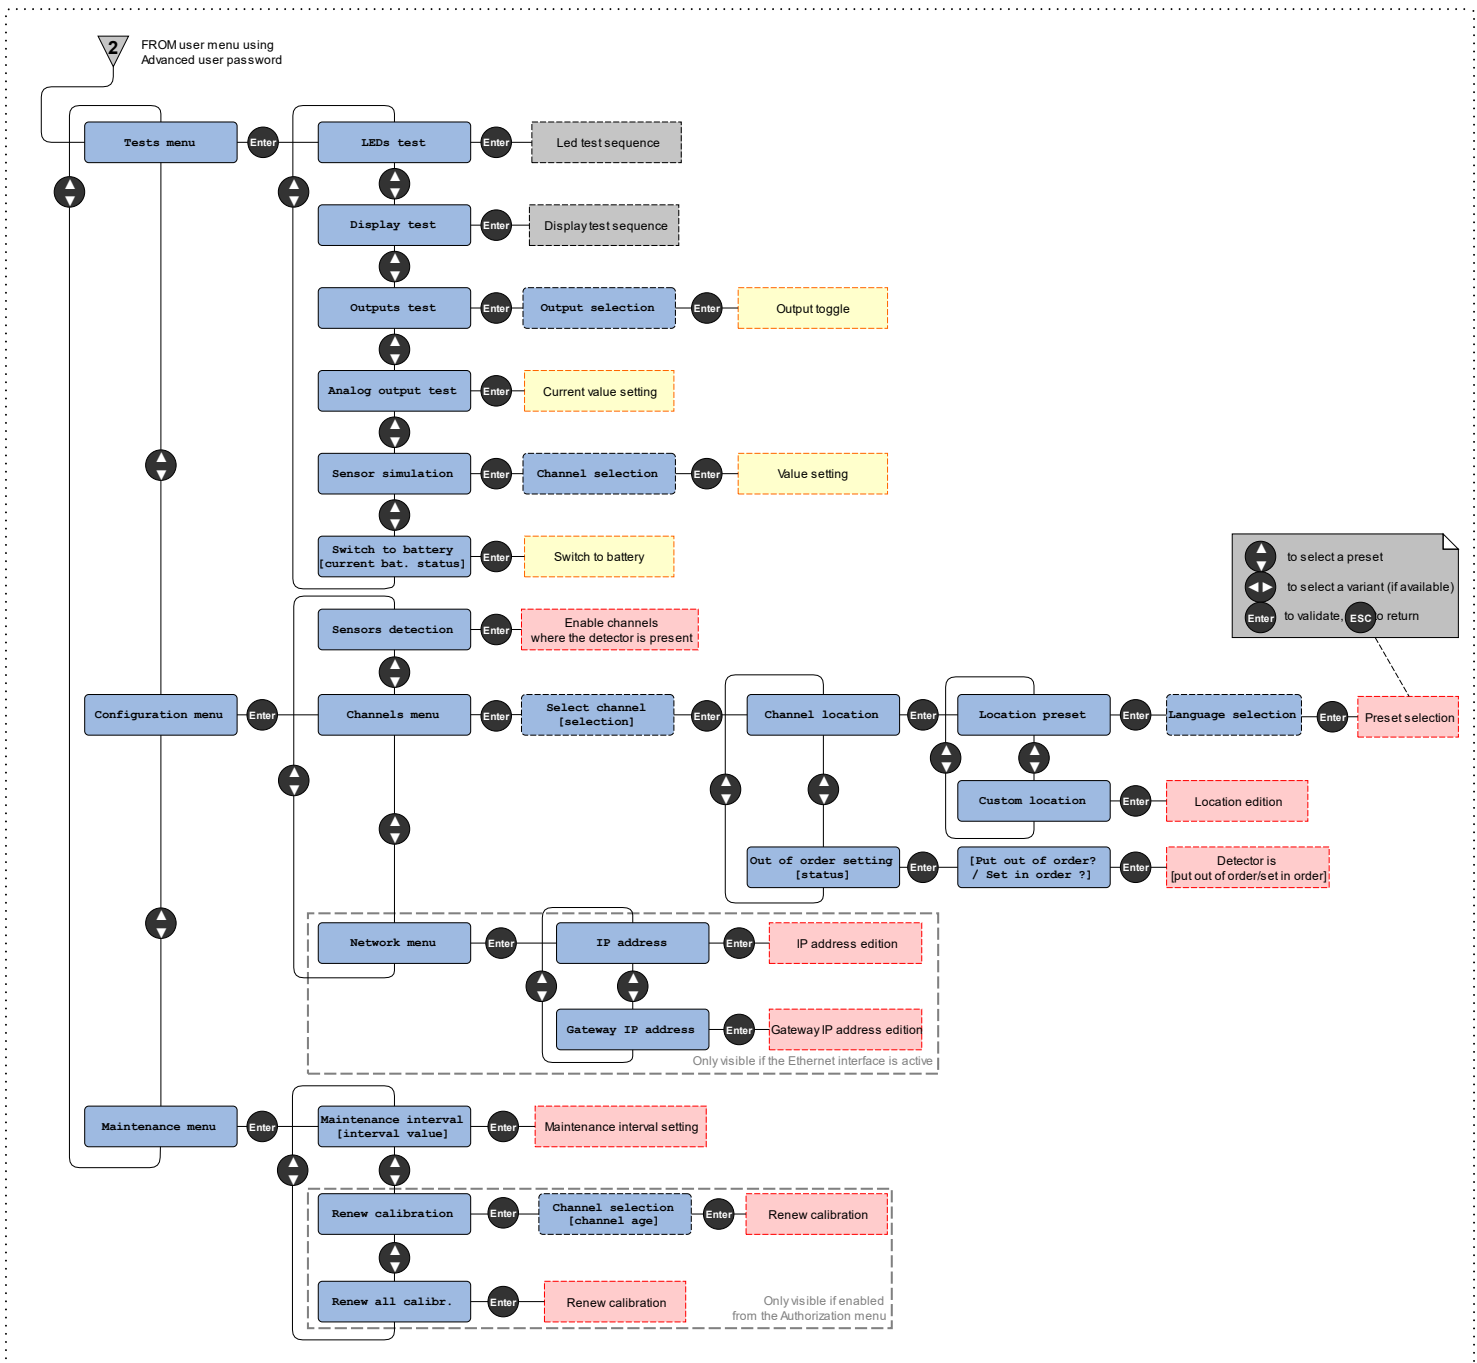 2
FROM user menu using
Advanced user password
Tests menu
Enter
LEDs test
Enter
Led test sequence
Display test
Enter
Display test sequence
Outputs test
Enter
Output selection
Enter
Output toggle
Analog output test
Enter
Current value setting
Sensor simulation
Enter
Channel selection
Enter
Value setting
Switch to battery
[current bat. status]
Enter
Switch to battery
to select a preset
to select a variant (if available)
Enter
to validate,
ESC
to return
Sensors detection
Enter
Enable channels
where the detector is present
Configuration menu
Enter
Channels menu
Enter
Select channel
[selection]
Enter
Channel location
Enter
Location preset
Enter
Language selection
Enter
Preset selection
Custom location
Enter
Location edition
Out of order setting
[status]
Enter
[Put out of order?
/ Set in order ?]
Enter
Detector is
[put out of order/set in order]
Network menu
Enter
IP address
Enter
IP address edition
Gateway IP address
Enter
Gateway IP address edition
Only visible if the Ethernet interface is active
Maintenance menu
Enter
Maintenance interval
[interval value]
Enter
Maintenance interval setting
Renew calibration
Enter
Channel selection
[channel age]
Enter
Renew calibration
Renew all calibr.
Enter
Renew calibration
Only visible if enabled
from the Authorization menu